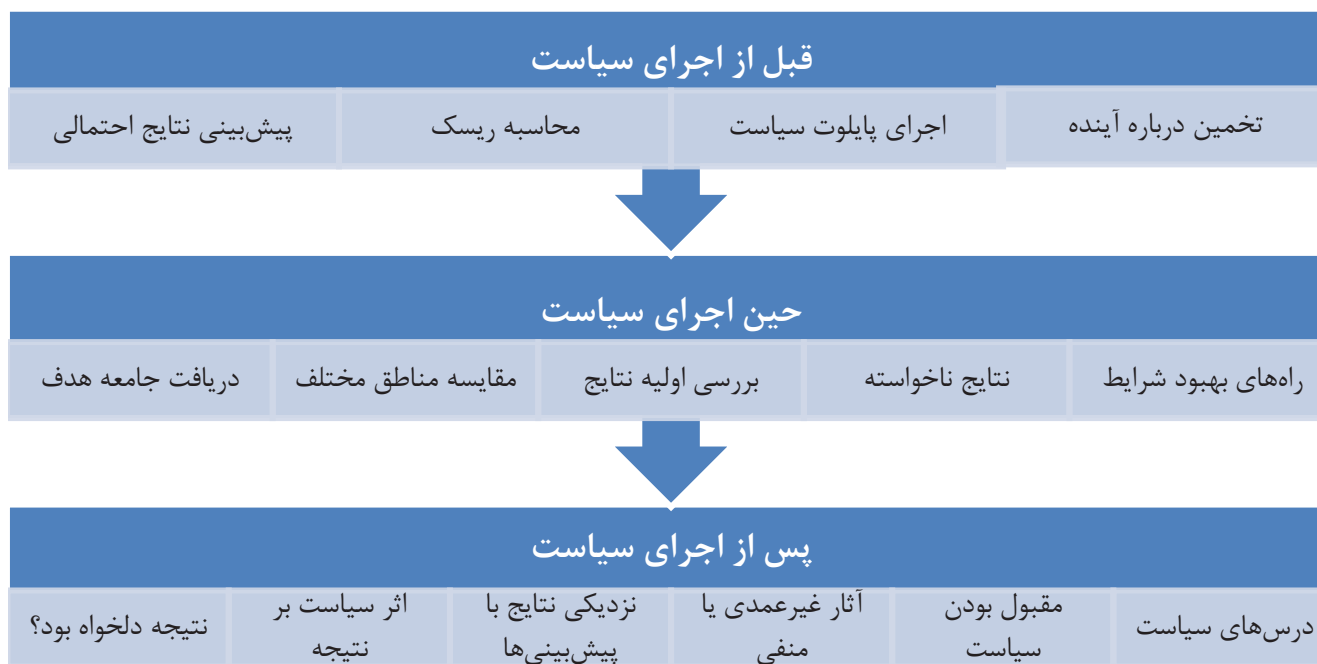 قبل از اجرای سیاست
تخمین درباره آینده
اجرای پایلوت سیاست
محاسبه ریسک
پیش‌بینی نتایج احتمالی
حین اجرای سیاست
راه‌های بهبود شرایط
نتایج ناخواسته
بررسی اولیه نتایج
مقایسه مناطق مختلف
دریافت جامعه هدف
پس از اجرای سیاست
درس‌های سیاست
مقبول بودن
سیاست
آثار غیرعمدی یا
منفی
نزدیکی نتایج با
پیش‌بینی‌ها
اثر سیاست بر
نتیجه
نتیجه دلخواه بود؟